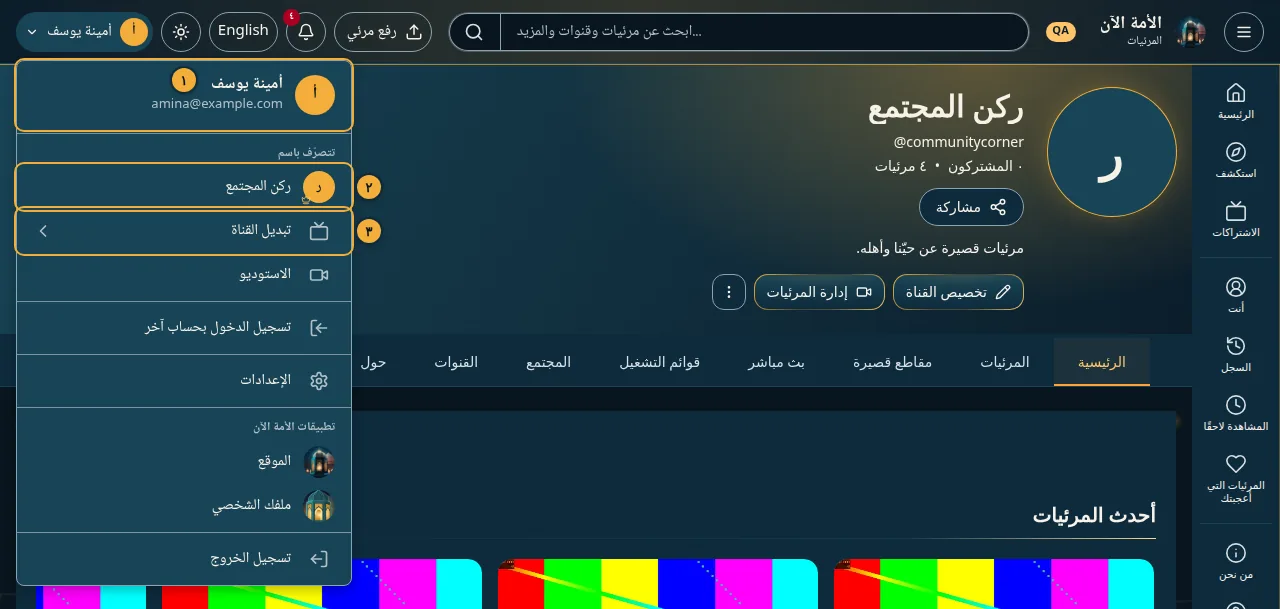 الأمة الآن
المرئيات
QA
ابحث عن مرئيات وقنوات والمزيد...
رفع مرئي
٤
English
أ
أمينة يوسف
الرئيسية
استكشف
الاشتراكات
أنت
السجل
المشاهدة لاحقًا
المرئيات التي
أعجبتك
من نحن
ر
ركن المجتمع
@communitycorner
٠ المشتركون • ٤ مرئيات
مشاركة
مرئيات قصيرة عن حيّنا وأهله.
تخصيص القناة
إدارة المرئيات
الرئيسية
المرئيات
مقاطع قصيرة
بث مباشر
قوائم التشغيل
المجتمع
القنوات
حول
أحدث المرئيات
أ
أمينة يوسف
١
amina@example.com
تتصرّف باسم
ر
ركن المجتمع
٢
تبديل القناة
٣
الاستوديو
تسجيل الدخول بحساب آخر
الإعدادات
تطبيقات الأمة الآن
الموقع
ملفك الشخصي
تسجيل الخروج